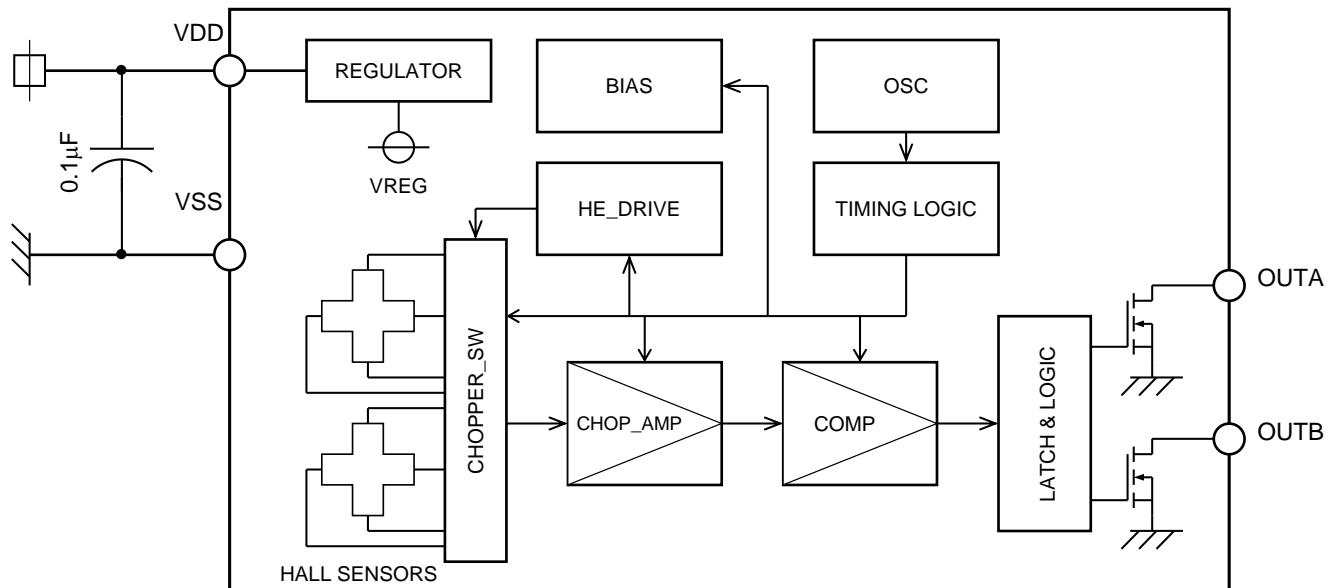 VDD
REGULATOR
BIAS
OSC
0.1µF
VREG
VSS
HE_DRIVE
TIMING LOGIC
OUTA
CHOPPER_SW
CHOP_AMP
COMP
LATCH & LOGIC
OUTB
HALL SENSORS